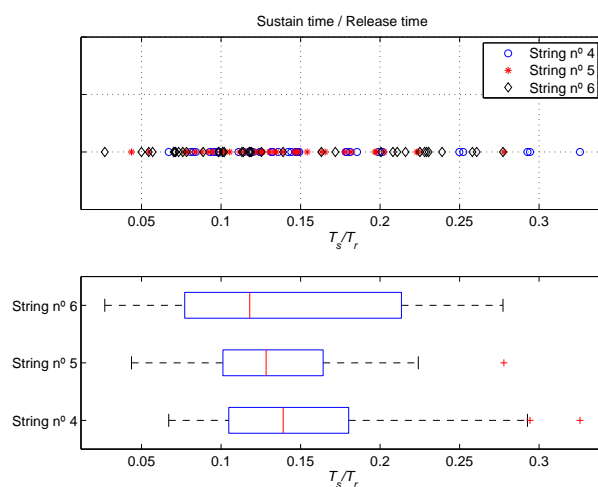 Sustain time / Release time
String nº 4
String nº 5
String nº 6
0.05 0.1 0.15 0.2 0.25 0.3
Ts/Tr
String nº 6
String nº 5
String nº 4
0.05 0.1 0.15 0.2 0.25 0.3
Ts/Tr